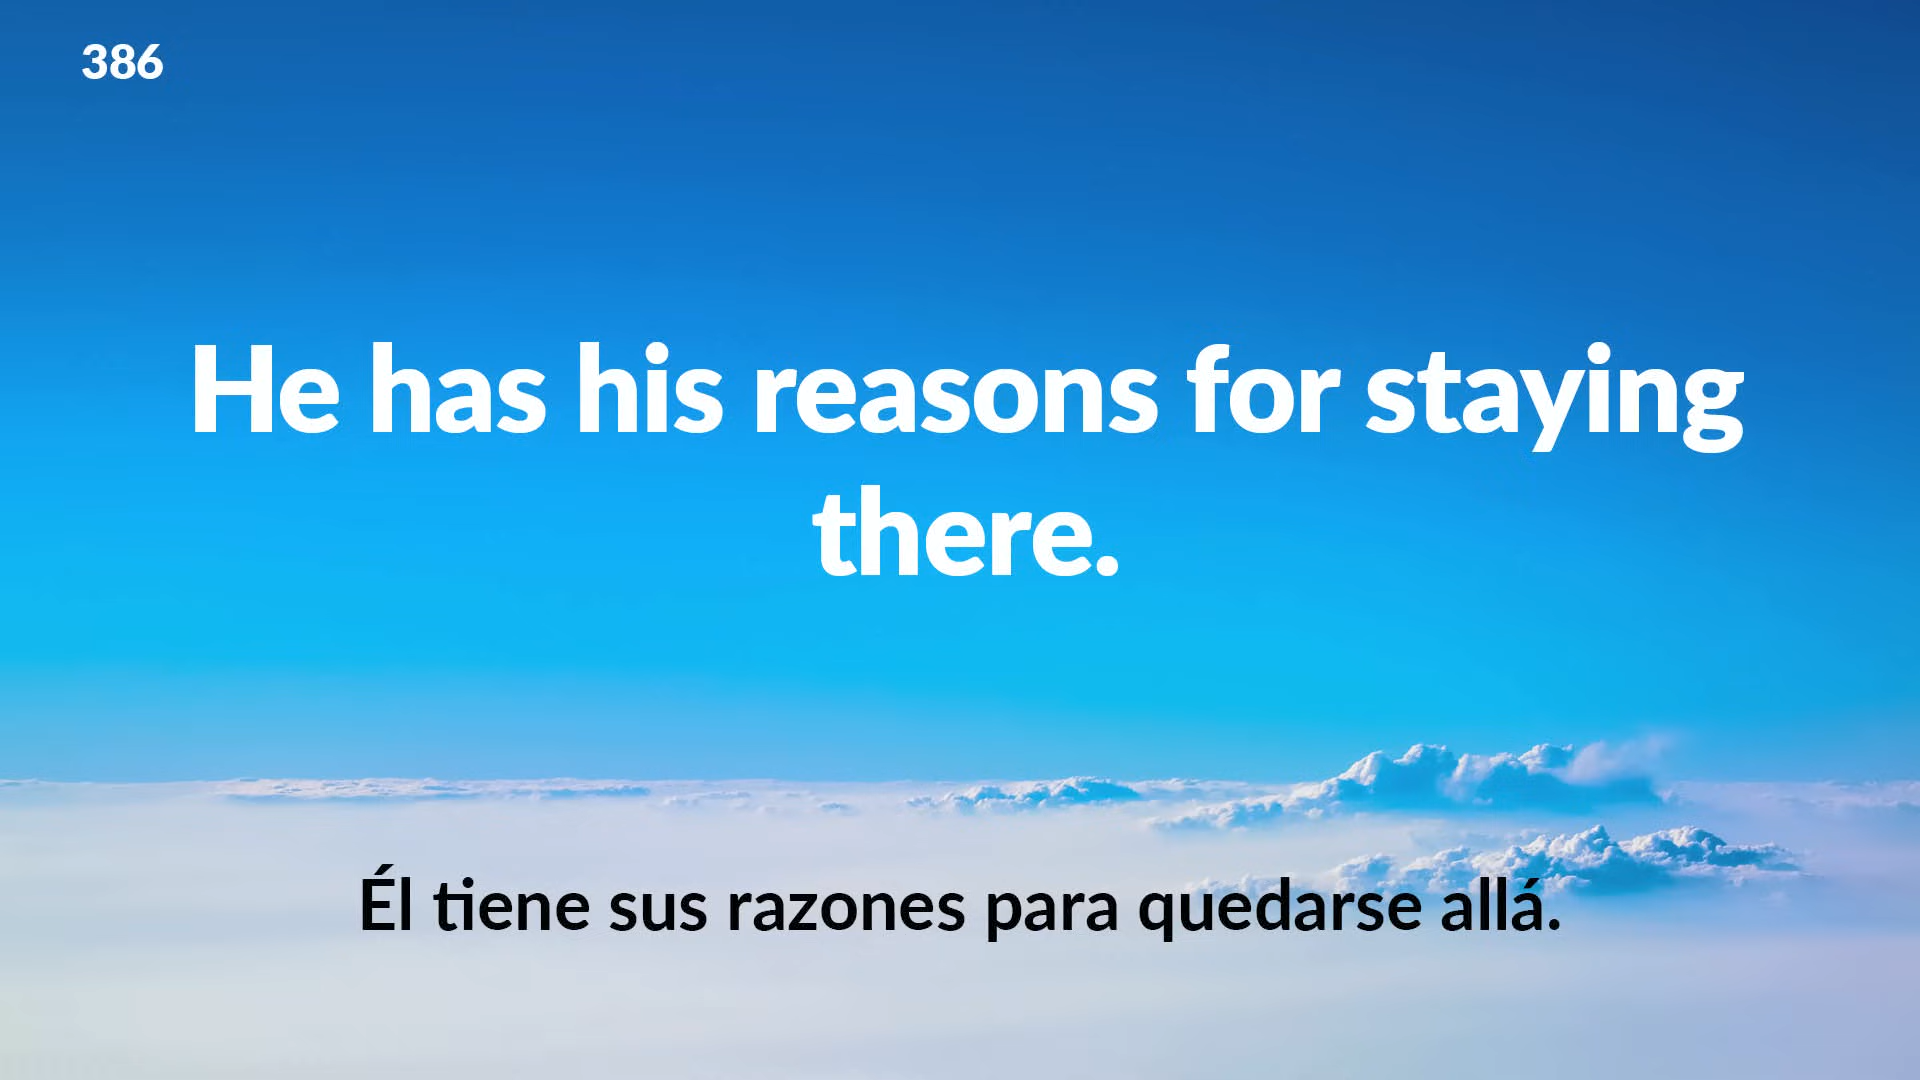 386
He has his reasons for staying
there.
Él tiene sus razones para quedarse allá.